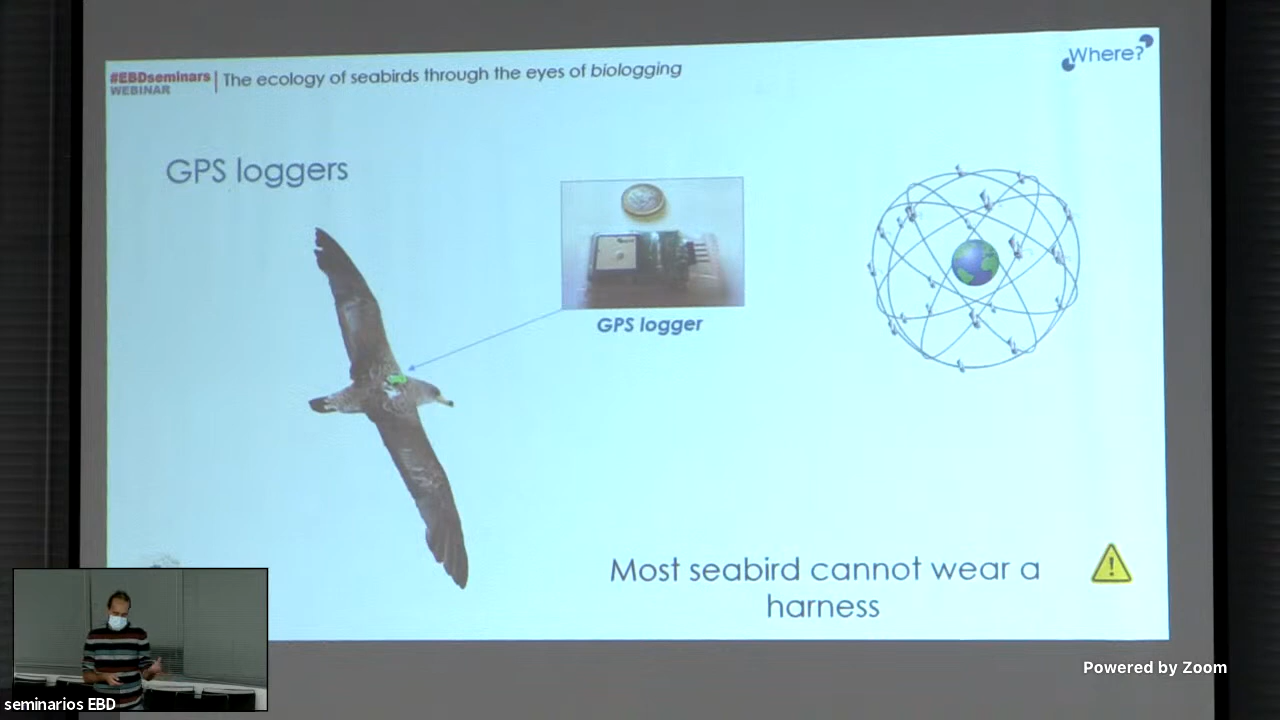 #EBDseminars
WEBINAR
The ecology of seabirds through the eyes of biologging
Where?
GPS loggers
GPS logger
Most seabird cannot wear a
harness
Powered by Zoom
seminarios EBD